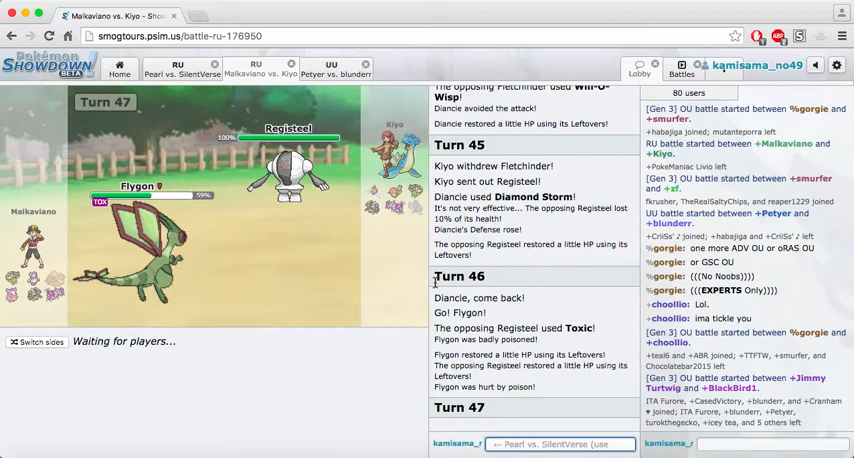 Malkaviano vs. Kiyo - Show
smogtours.psim.us/battle-ru-176950
Pokémon
SHOWDOWN
BETA
Home
RU
Pearl vs. SilentVerse
RU
Malkaviano vs. Kiyo
UU
Petyer vs. blunderr
Lobby
Battles
kamisama_no49
Turn 47
Kiyo
Registeel
100%
Flygon
59%
TOX
Malkaviano
Switch sides
Waiting for players...
The opposing Fletchinder used Will-O-
Wisp!
Diancie avoided the attack!
Diancie restored a little HP using its Leftovers!
Turn 45
Kiyo withdrew Fletchinder!
Kiyo sent out Registeel!
Diancie used Diamond Storm!
It's not very effective... The opposing Registeel lost
10% of its health!
Diancie's Defense rose!
The opposing Registeel restored a little HP using its
Leftovers!
Turn 46
Diancie, come back!
Go! Flygon!
The opposing Registeel used Toxic!
Flygon was badly poisoned!
Flygon restored a little HP using its Leftovers!
The opposing Registeel restored a little HP using its
Leftovers!
Flygon was hurt by poison!
Turn 47
kamisama_r
← Pearl vs. SilentVerse (use
80 users
[Gen 3] OU battle started between %gorgie
and +smurfer.
+habajiga joined; mutanteporra left
RU battle started between +Malkaviano and
+Kiyo.
+PokeManiac Livio left
[Gen 3] OU battle started between +smurfer
and +zf.
fkrusher, TheRealSaltyChips, and reaper1229 joined
UU battle started between +Petyer and
+blunderr.
+CriiSs' ♪ joined; +habajiga and +CriiSs' ♪ left
%gorgie: one more ADV OU or oRAS OU
%gorgie: or GSC OU
%gorgie: (((No Noobs))))
%gorgie: (((EXPERTS Only))))
+choollio: Lol.
+choollio: ima tickle you
[Gen 3] OU battle started between %gorgie
and +choollio.
+teal6 and +ABR joined; +TTFTW, +smurfer, and
Chocolatebar2015 left
[Gen 3] OU battle started between +Jimmy
Turtwig and +BlackBird1.
ITA Furore, +CasedVictory, +blunderr, and +Cranham
♥ joined; ITA Furore, +blunderr, +Petyer,
turokthegecko, +icey tea, and 5 others left
kamisama_r